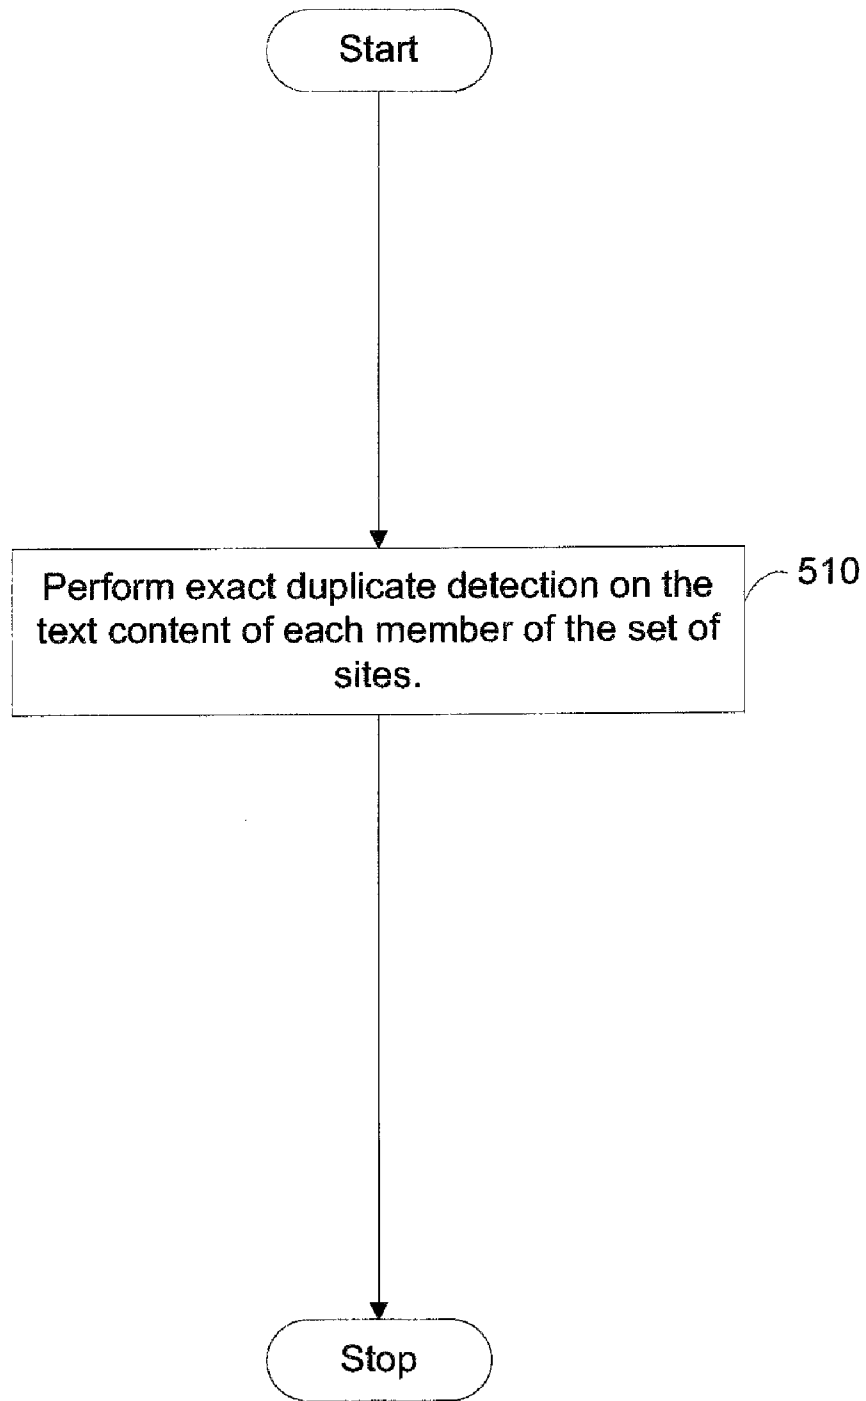 Start
Perform exact duplicate detection on the
text content of each member of the set of
sites.
510
Stop